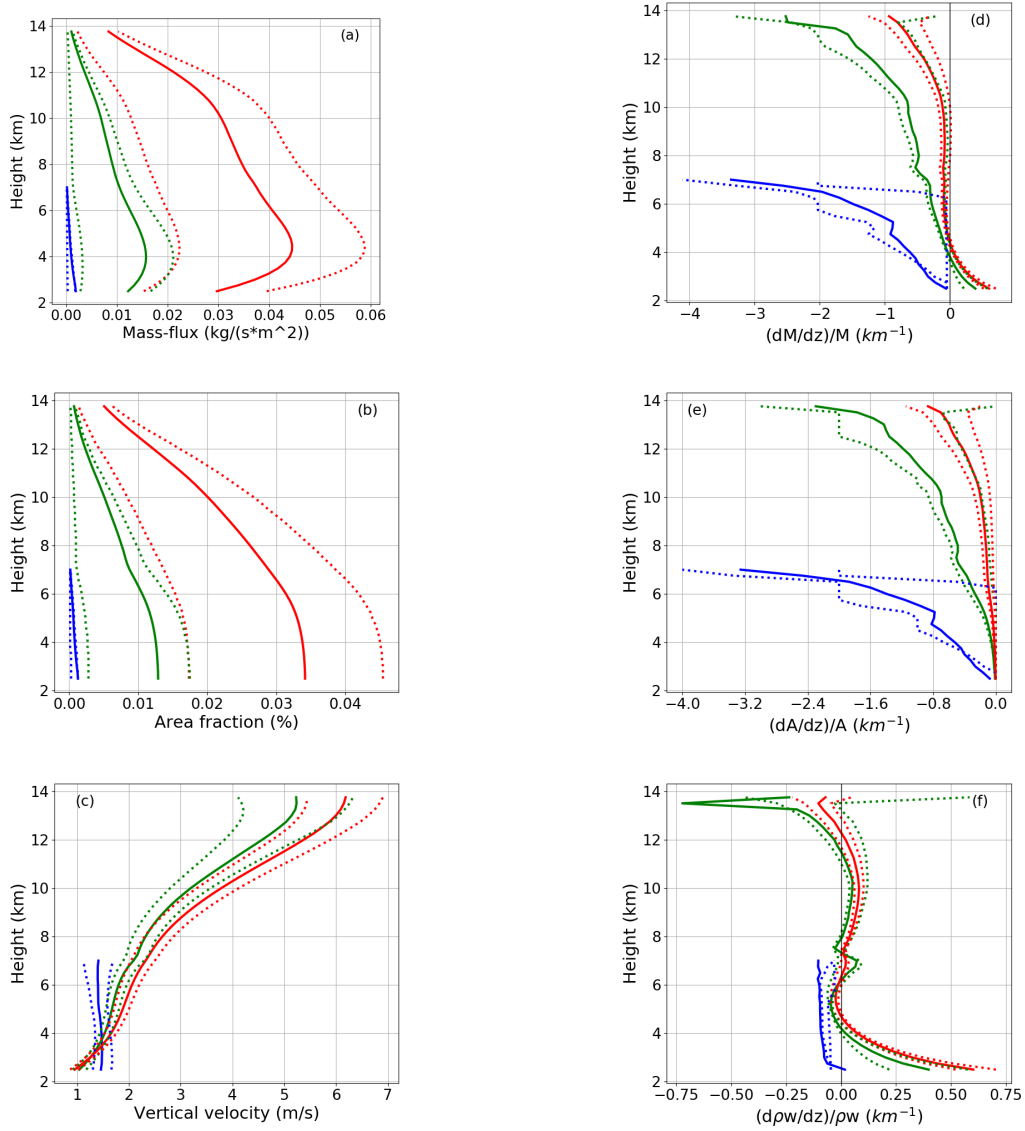 14
12
10
8
6
4
2
Height (km)
(a)
0.00 0.01 0.02 0.03 0.04 0.05 0.06
Mass-flux (kg/(s*m^2))
14
12
10
8
6
4
2
Height (km)
(d)
−4 −3 −2 −1 0
(dM/dz)/M (km⁻¹)
14
12
10
8
6
4
2
Height (km)
(b)
0.00 0.01 0.02 0.03 0.04
Area fraction (%)
14
12
10
8
6
4
2
Height (km)
(e)
−4.0 −3.2 −2.4 −1.6 −0.8 0.0
(dA/dz)/A (km⁻¹)
14
12
10
8
6
4
2
Height (km)
(c)
1 2 3 4 5 6 7
Vertical velocity (m/s)
14
12
10
8
6
4
2
Height (km)
(f)
−0.75 −0.50 −0.25 0.00 0.25 0.50 0.75
(dρw/dz)/ρw (km⁻¹)